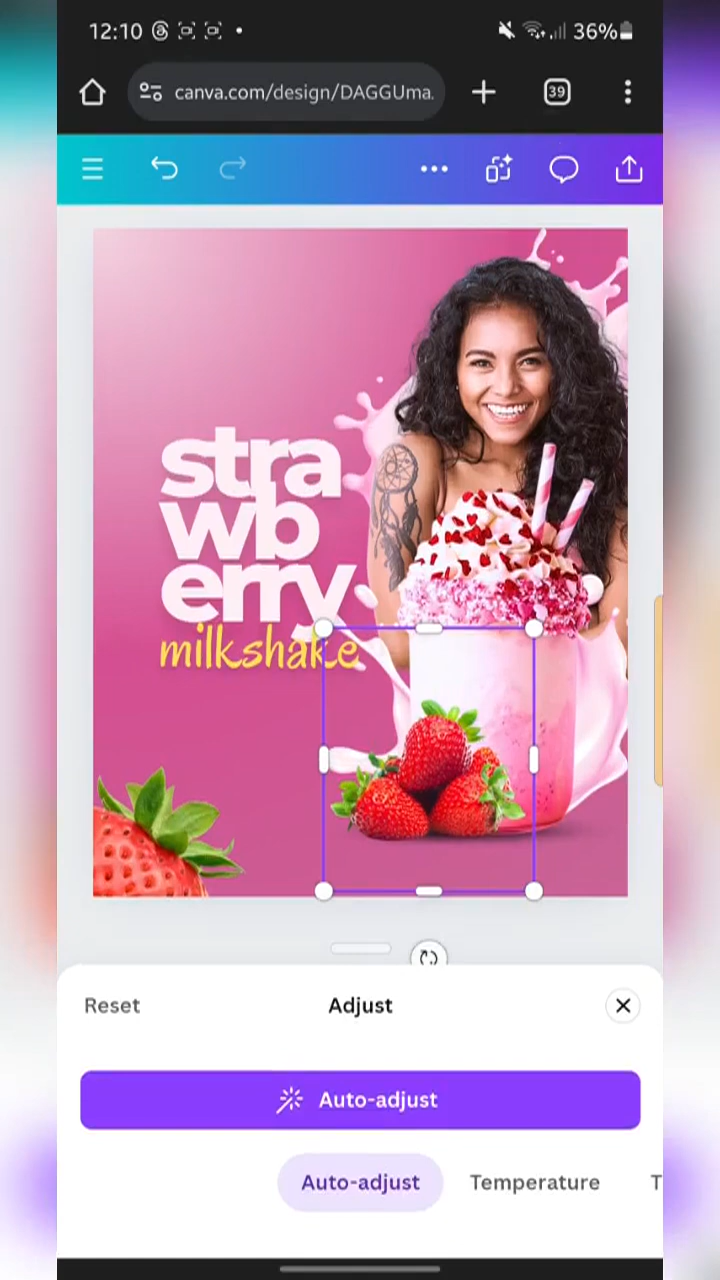 12:10
36%
39
canva.com/design/DAGGUma.
stra
wb
erry
milkshake
Reset
Adjust
Auto-adjust
Auto-adjust
Temperature
T